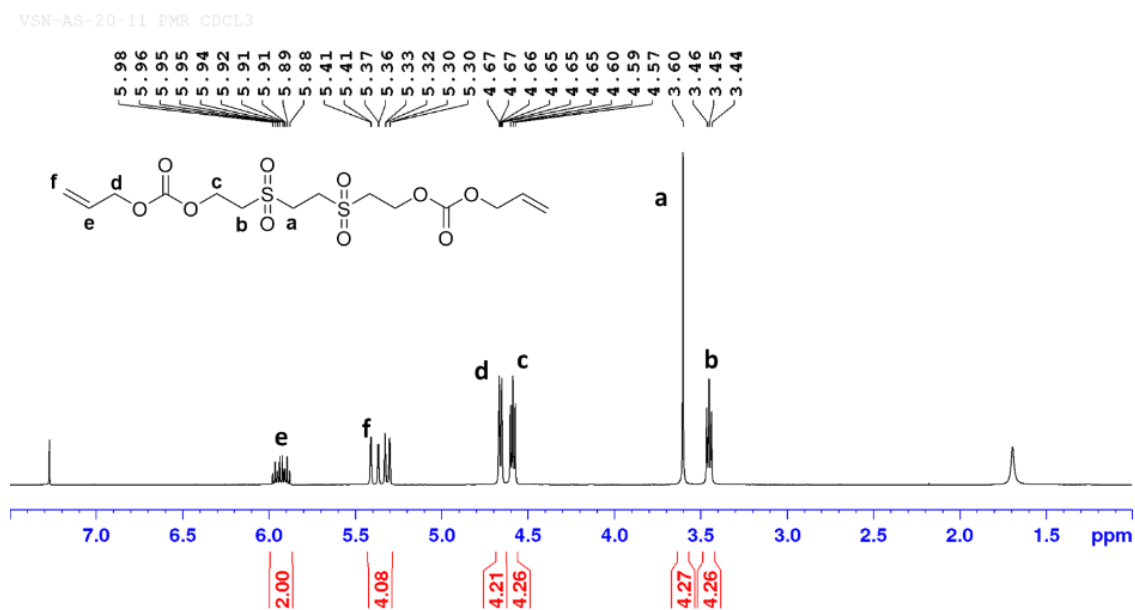 VSN-AS-20-11 PMR CDCL3
5.98 5.96 5.95 5.95 5.94 5.92 5.91 5.91 5.89 5.88 5.41 5.41 5.37 5.36 5.33 5.32 5.30 5.30 4.67 4.67 4.66 4.65 4.65 4.65 4.60 4.59 4.57 3.60 3.46 3.45 3.44
f d O c O O a
O O
S
e O O b O a S O O
O O O
d c b
e f
7.0 6.5 6.0 5.5 5.0 4.5 4.0 3.5 3.0 2.5 2.0 1.5 ppm
2.00 4.08 4.21 4.26 4.27 4.26